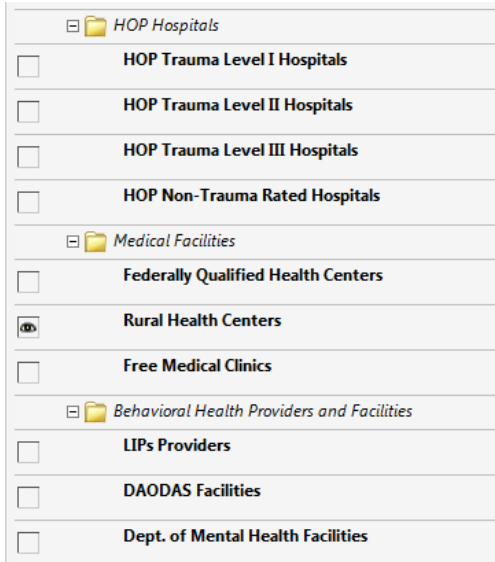 HOP Hospitals
HOP Trauma Level I Hospitals
HOP Trauma Level II Hospitals
HOP Trauma Level III Hospitals
HOP Non-Trauma Rated Hospitals
Medical Facilities
Federally Qualified Health Centers
Rural Health Centers
Free Medical Clinics
Behavioral Health Providers and Facilities
LIPs Providers
DAODAS Facilities
Dept. of Mental Health Facilities